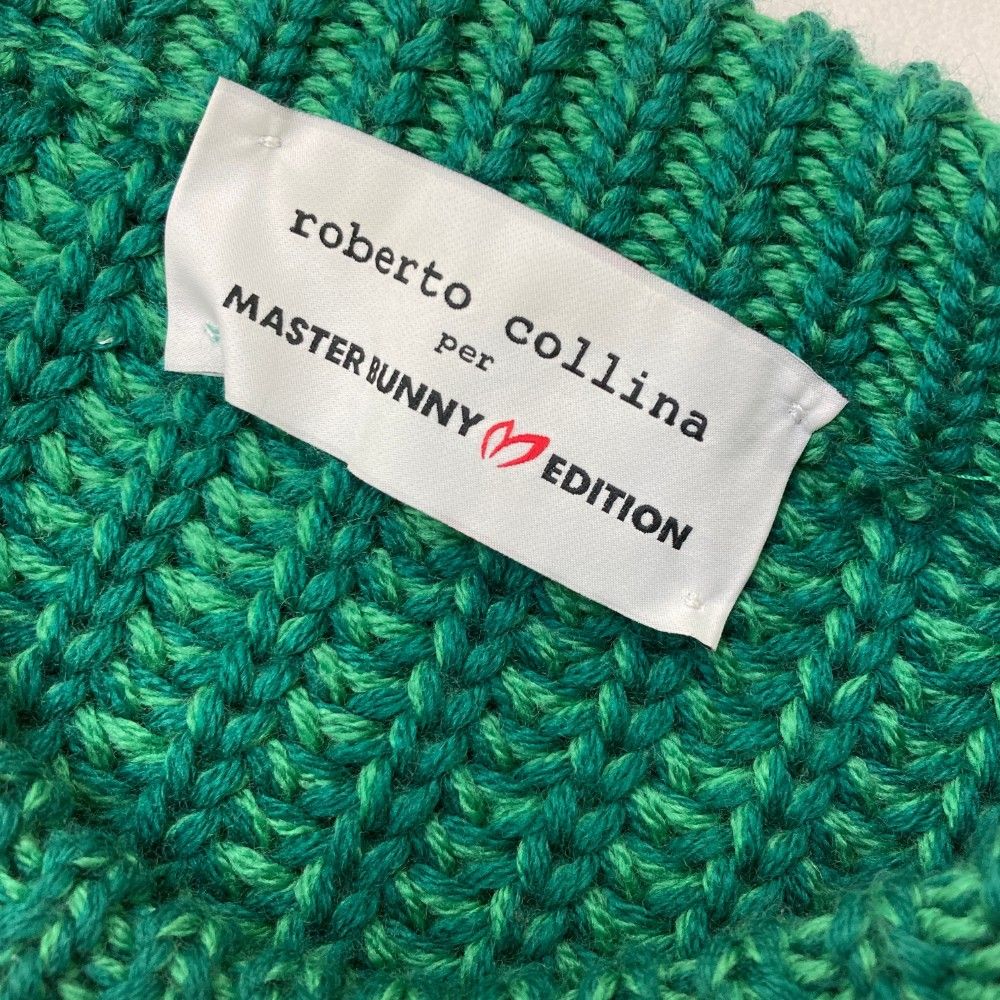 roberto collina
per
MASTER BUNNY EDITION